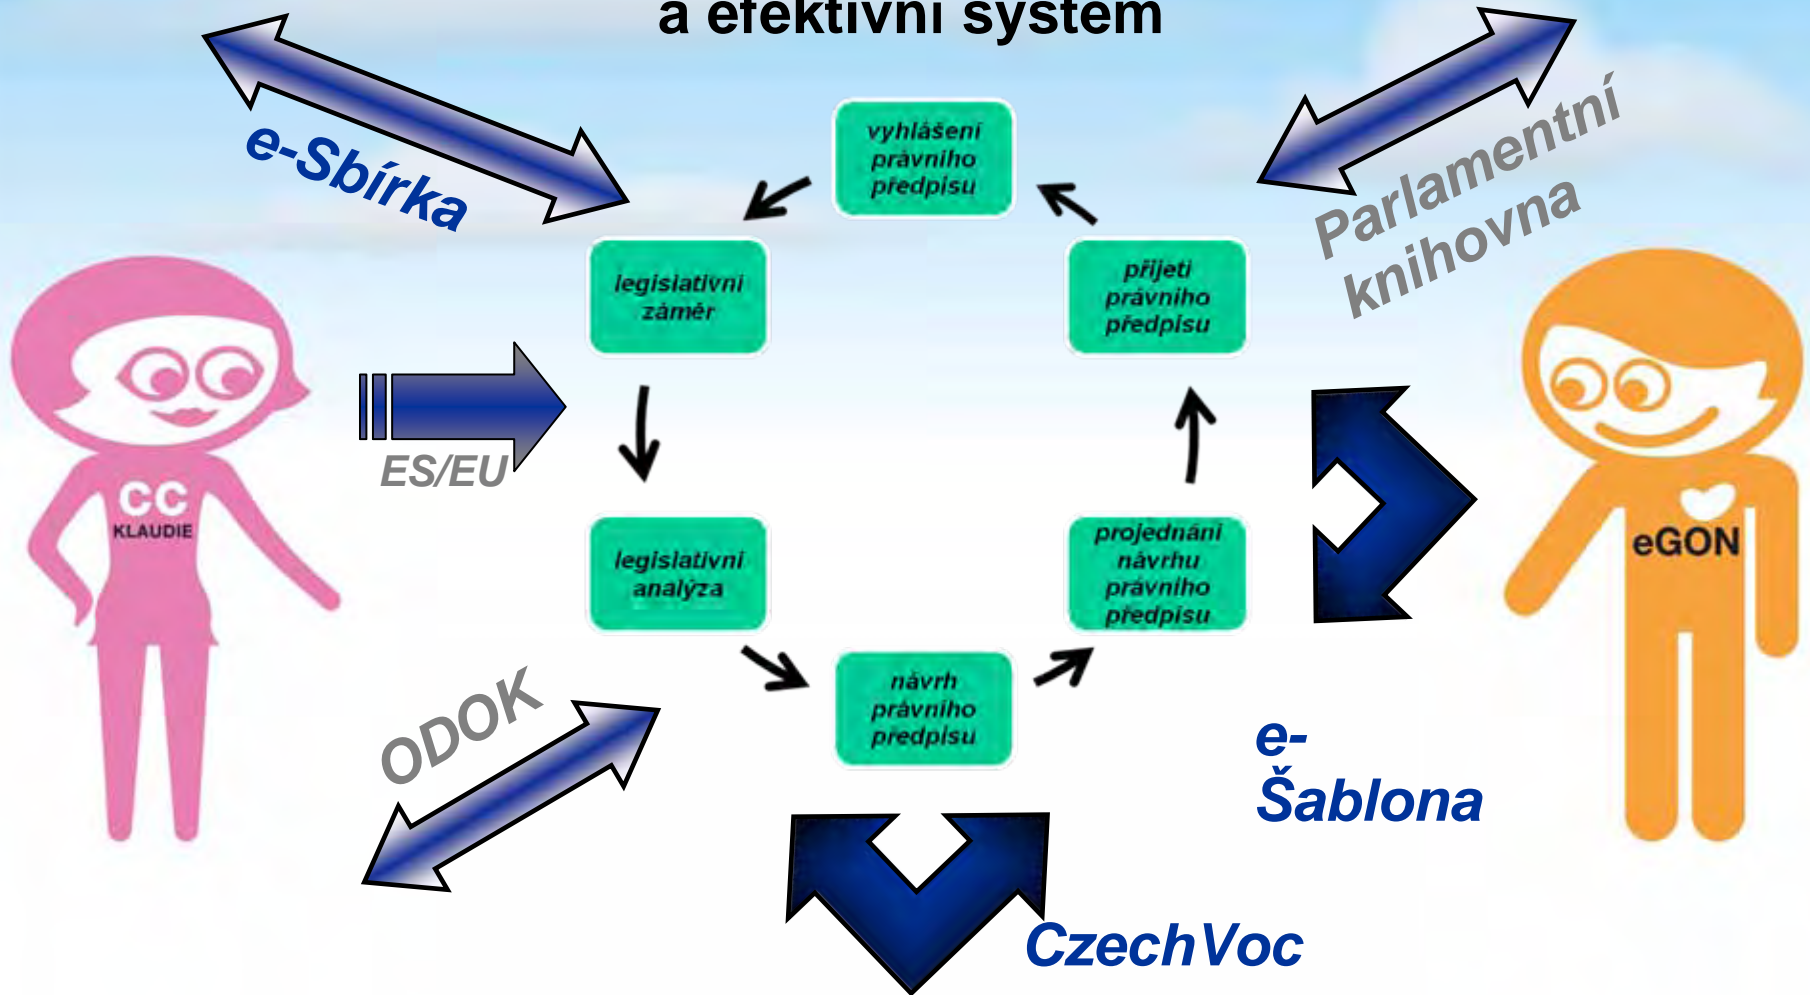 a efektivní systém
e-Sbírka
Parlamentní
knihovna
vyhlášení
právního
předpisu
legislativní
záměr
přijetí
právního
předpisu
ES/EU
CC
KLAUDIE
eGON
legislativní
analýza
projednání
návrhu
právního
předpisu
návrh
právního
předpisu
ODOK
e-
Šablona
CzechVoc